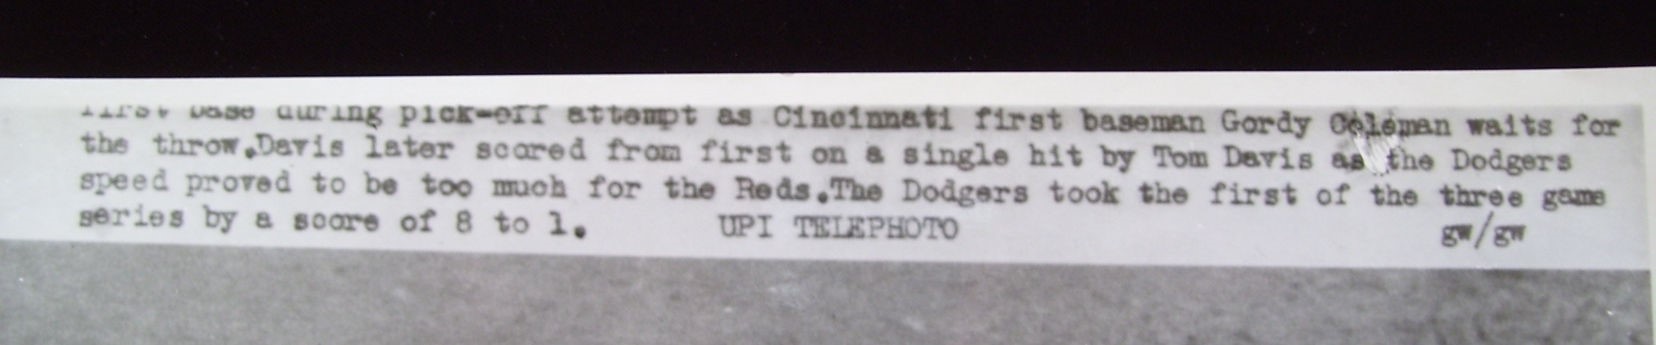 first base during pick-off attempt as Cincinnati first baseman Gordy Coleman waits for
the throw.Davis later scored from first on a single hit by Tom Davis as the Dodgers
speed proved to be too much for the Reds.The Dodgers took the first of the three game
series by a score of 8 to 1. UPI TELEPHOTO gw/gw